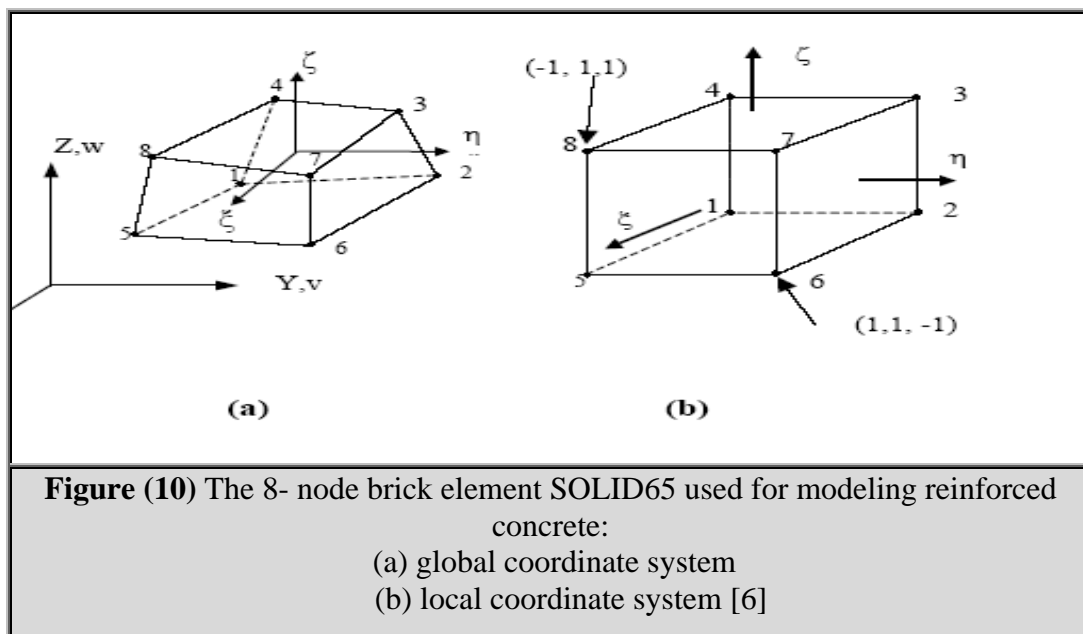 ζ
4
3
Z,w
η
8
7
1
2
ξ
5
6
Y,v
(a)
(-1, 1,1)
ζ
4
3
8
7
η
ξ
1
2
5
6
(1,1, -1)
(b)
Figure (10) The 8- node brick element SOLID65 used for modeling reinforced
concrete:
(a) global coordinate system
(b) local coordinate system [6]